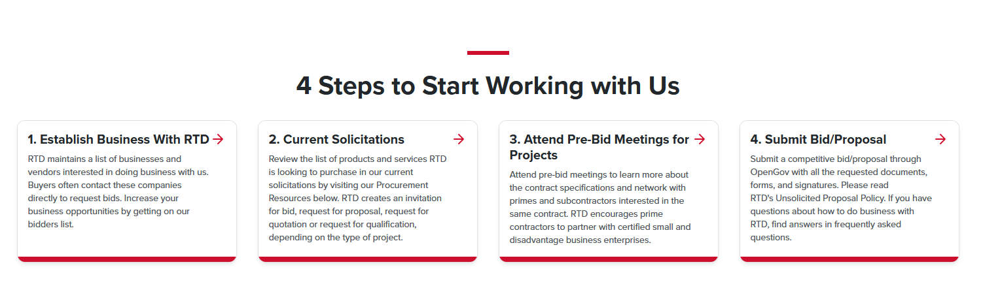 4 Steps to Start Working with Us
1. Establish Business With RTD
RTD maintains a list of businesses and
vendors interested in doing business with us.
Buyers often contact these companies
directly to request bids. Increase your
business opportunities by getting on our
bidders list.
2. Current Solicitations
Review the list of products and services RTD
is looking to purchase in our current
solicitations by visiting our Procurement
Resources below. RTD creates an invitation
for bid, request for proposal, request for
quotation or request for qualification,
depending on the type of project.
3. Attend Pre-Bid Meetings for
Projects
Attend pre-bid meetings to learn more about
the contract specifications and network with
primes and subcontractors interested in the
same contract. RTD encourages prime
contractors to partner with certified small and
disadvantage business enterprises.
4. Submit Bid/Proposal
Submit a competitive bid/proposal through
OpenGov with all the requested documents,
forms, and signatures. Please read
RTD's Unsolicited Proposal Policy. If you have
questions about how to do business with
RTD, find answers in frequently asked
questions.